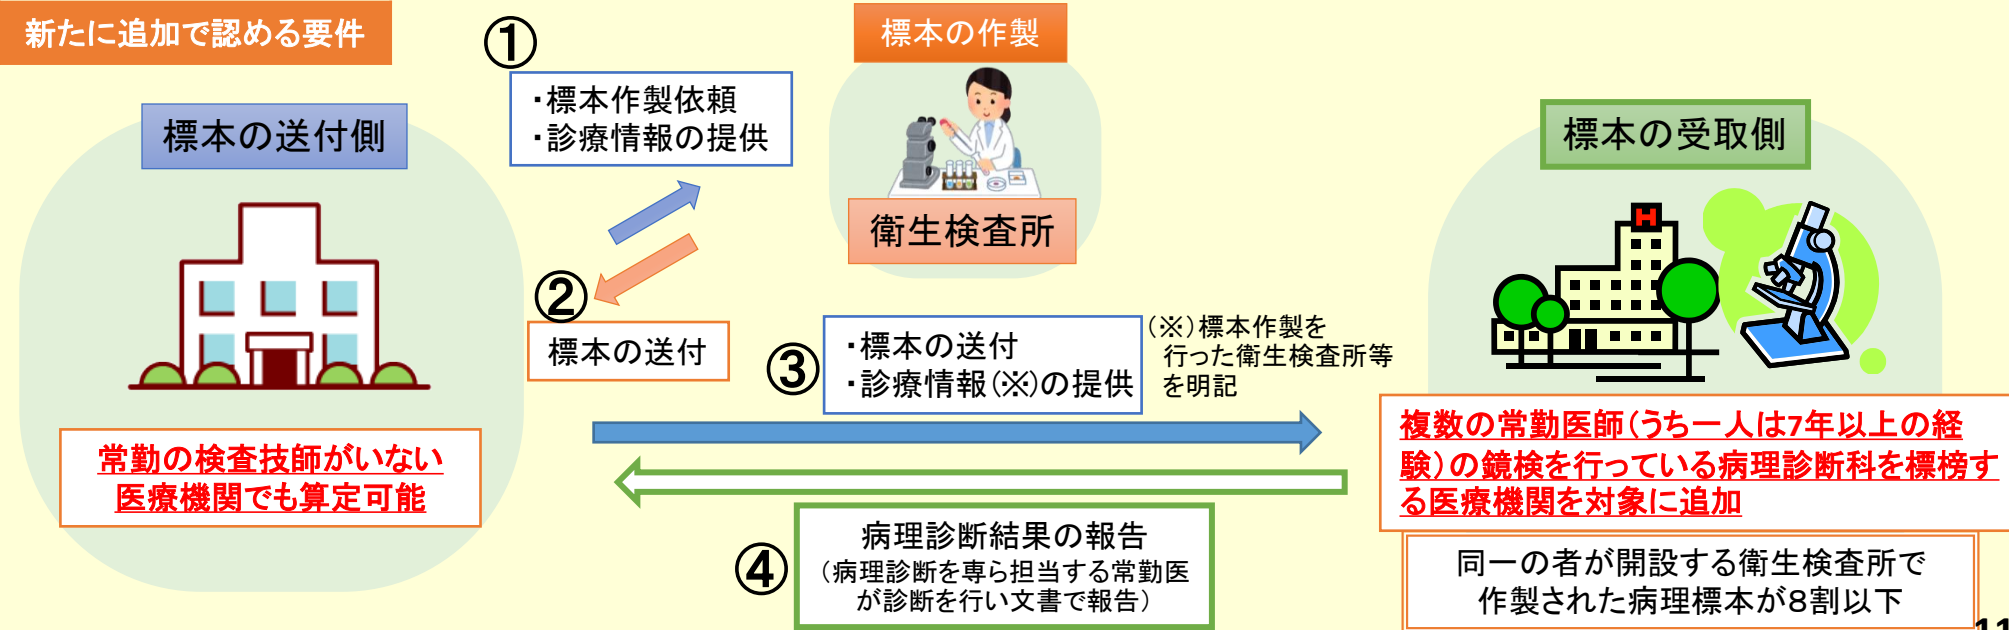 新たに追加で認める要件
①
・標本作製依頼
・診療情報の提供
標本の作製
衛生検査所
標本の送付側
標本の受取側
H
②
標本の送付
③
・標本の送付
・診療情報(※)の提供
(※)標本作製を
行った衛生検査所等
を明記
常勤の検査技師がいない
医療機関でも算定可能
複数の常勤医師(うち一人は7年以上の経
験)の鏡検を行っている病理診断科を標榜す
る医療機関を対象に追加
④
病理診断結果の報告
(病理診断を専ら担当する常勤医
が診断を行い文書で報告)
同一の者が開設する衛生検査所で
作製された病理標本が8割以下
11